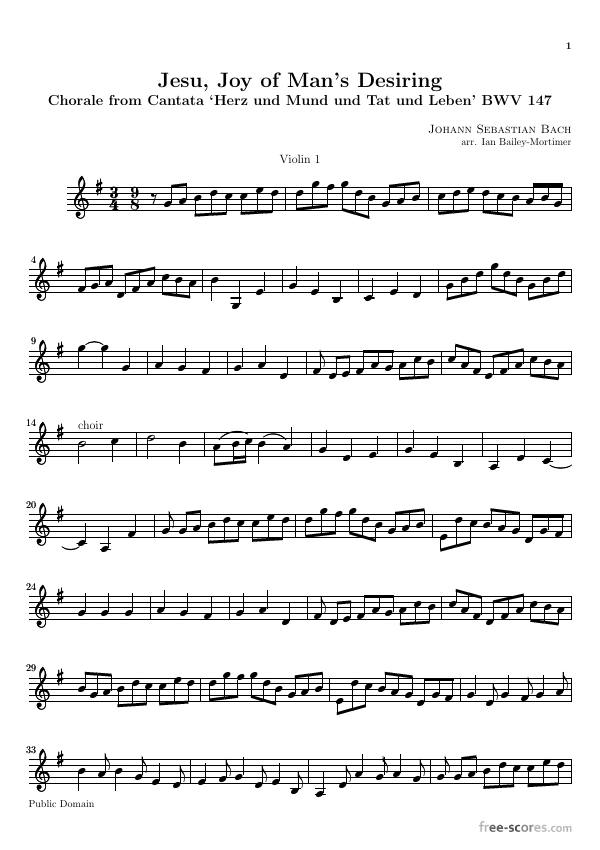 1
Jesu, Joy of Man's Desiring
Chorale from Cantata ‘Herz und Mund und Tat und Leben’ BWV 147
Johann Sebastian Bach
arr. Ian Bailey-Mortimer
Violin 1
3 9
4 8
4
9
14
choir
20
24
29
33
Public Domain
free-scores.com